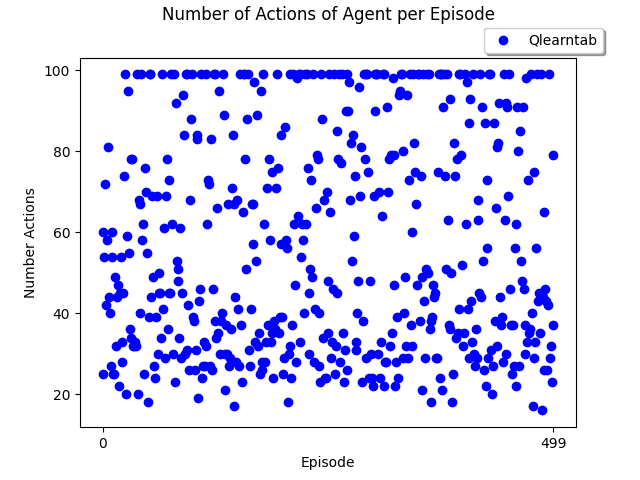 Number of Actions of Agent per Episode
Qlearntab
100
80
60
40
20
Number Actions
0
499
Episode